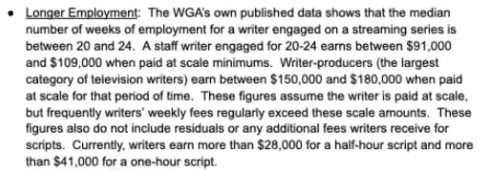 • Longer Employment: The WGA's own published data shows that the median
number of weeks of employment for a writer engaged on a streaming series is
between 20 and 24. A staff writer engaged for 20-24 earns between $91,000
and $109,000 when paid at scale minimums. Writer-producers (the largest
category of television writers) earn between $150,000 and $180,000 when paid
at scale for that period of time. These figures assume the writer is paid at scale,
but frequently writers' weekly fees regularly exceed these scale amounts. These
figures also do not include residuals or any additional fees writers receive for
scripts. Currently, writers earn more than $28,000 for a half-hour script and more
than $41,000 for a one-hour script.